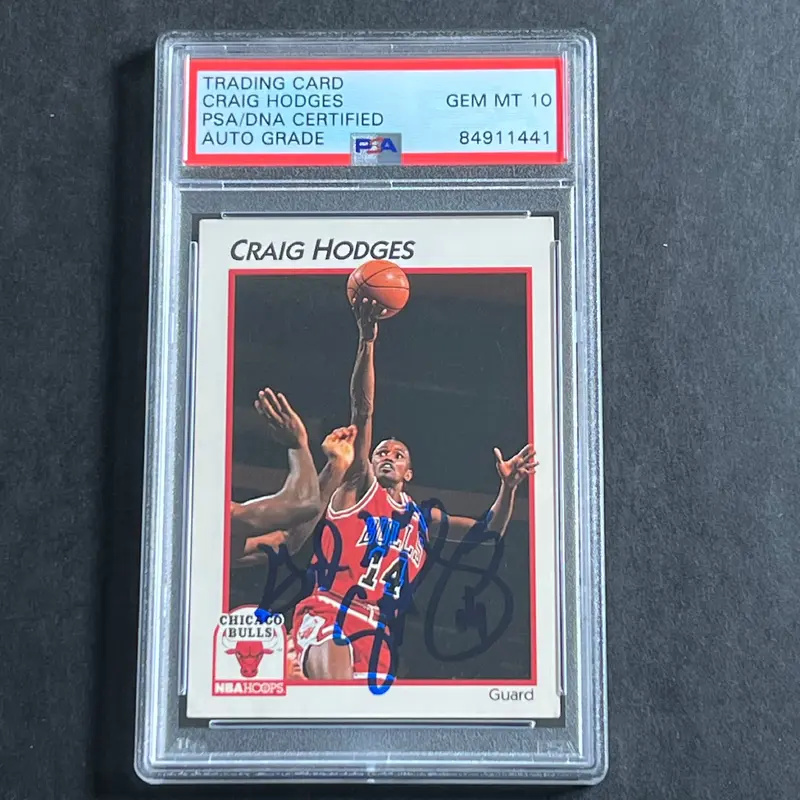 TRADING CARD
CRAIG HODGES GEM MT 10
PSA/DNA CERTIFIED
AUTO GRADE PSA 84911441
CRAIG HODGES
BULLS
14
CHICAGO
BULLS
NBA HOOPS
Guard